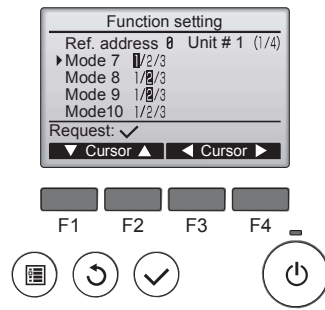 Function setting
Ref. address 0 Unit # 1 (1/4)
Mode 7 1/2/3
Mode 8 1/2/3
Mode 9 1/2/3
Mode10 1/2/3
Request: ✓
▼ Cursor ▲ ◀ Cursor ▶
F1 F2 F3 F4